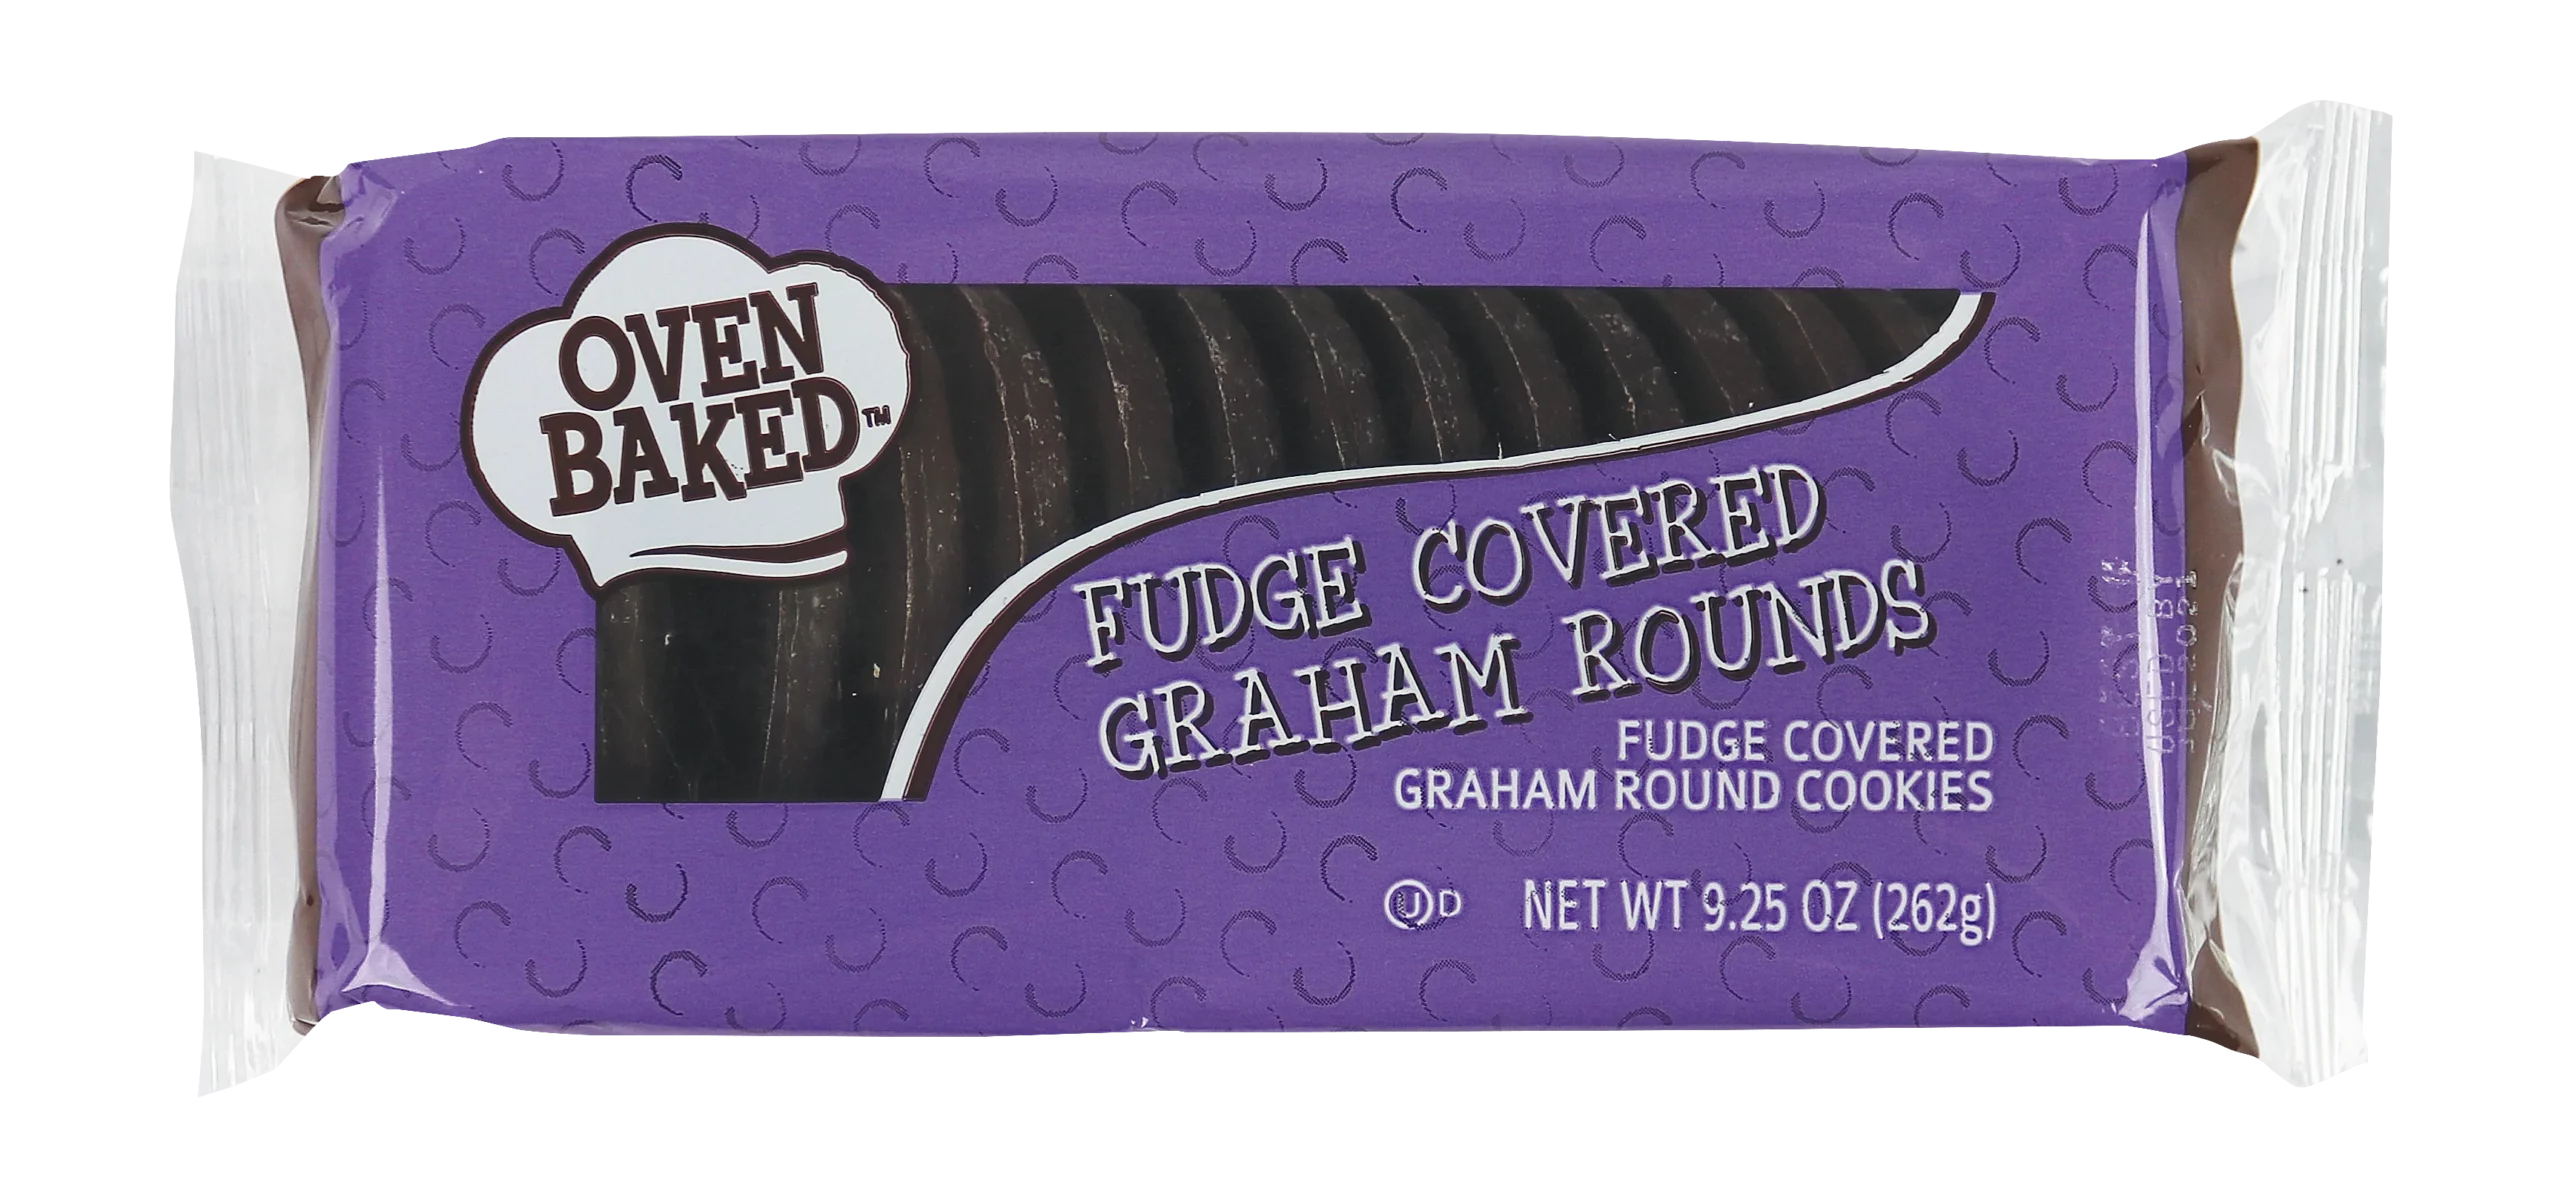 OVEN
BAKED™
FUDGE COVERED
GRAHAM ROUNDS
FUDGE COVERED
GRAHAM ROUND COOKIES
Ⓤ D NET WT 9.25 OZ (262g)